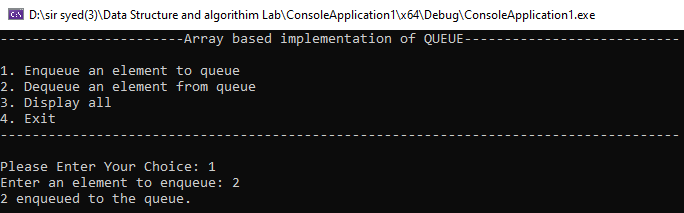 D:\sir syed(3)\Data Structure and algorithim Lab\ConsoleApplication1\x64\Debug\ConsoleApplication1.exe
-----------------------Array based implementation of QUEUE---------------------------
1. Enqueue an element to queue
2. Dequeue an element from queue
3. Display all
4. Exit
-------------------------------------------------------------------------------------
Please Enter Your Choice: 1
Enter an element to enqueue: 2
2 enqueued to the queue.